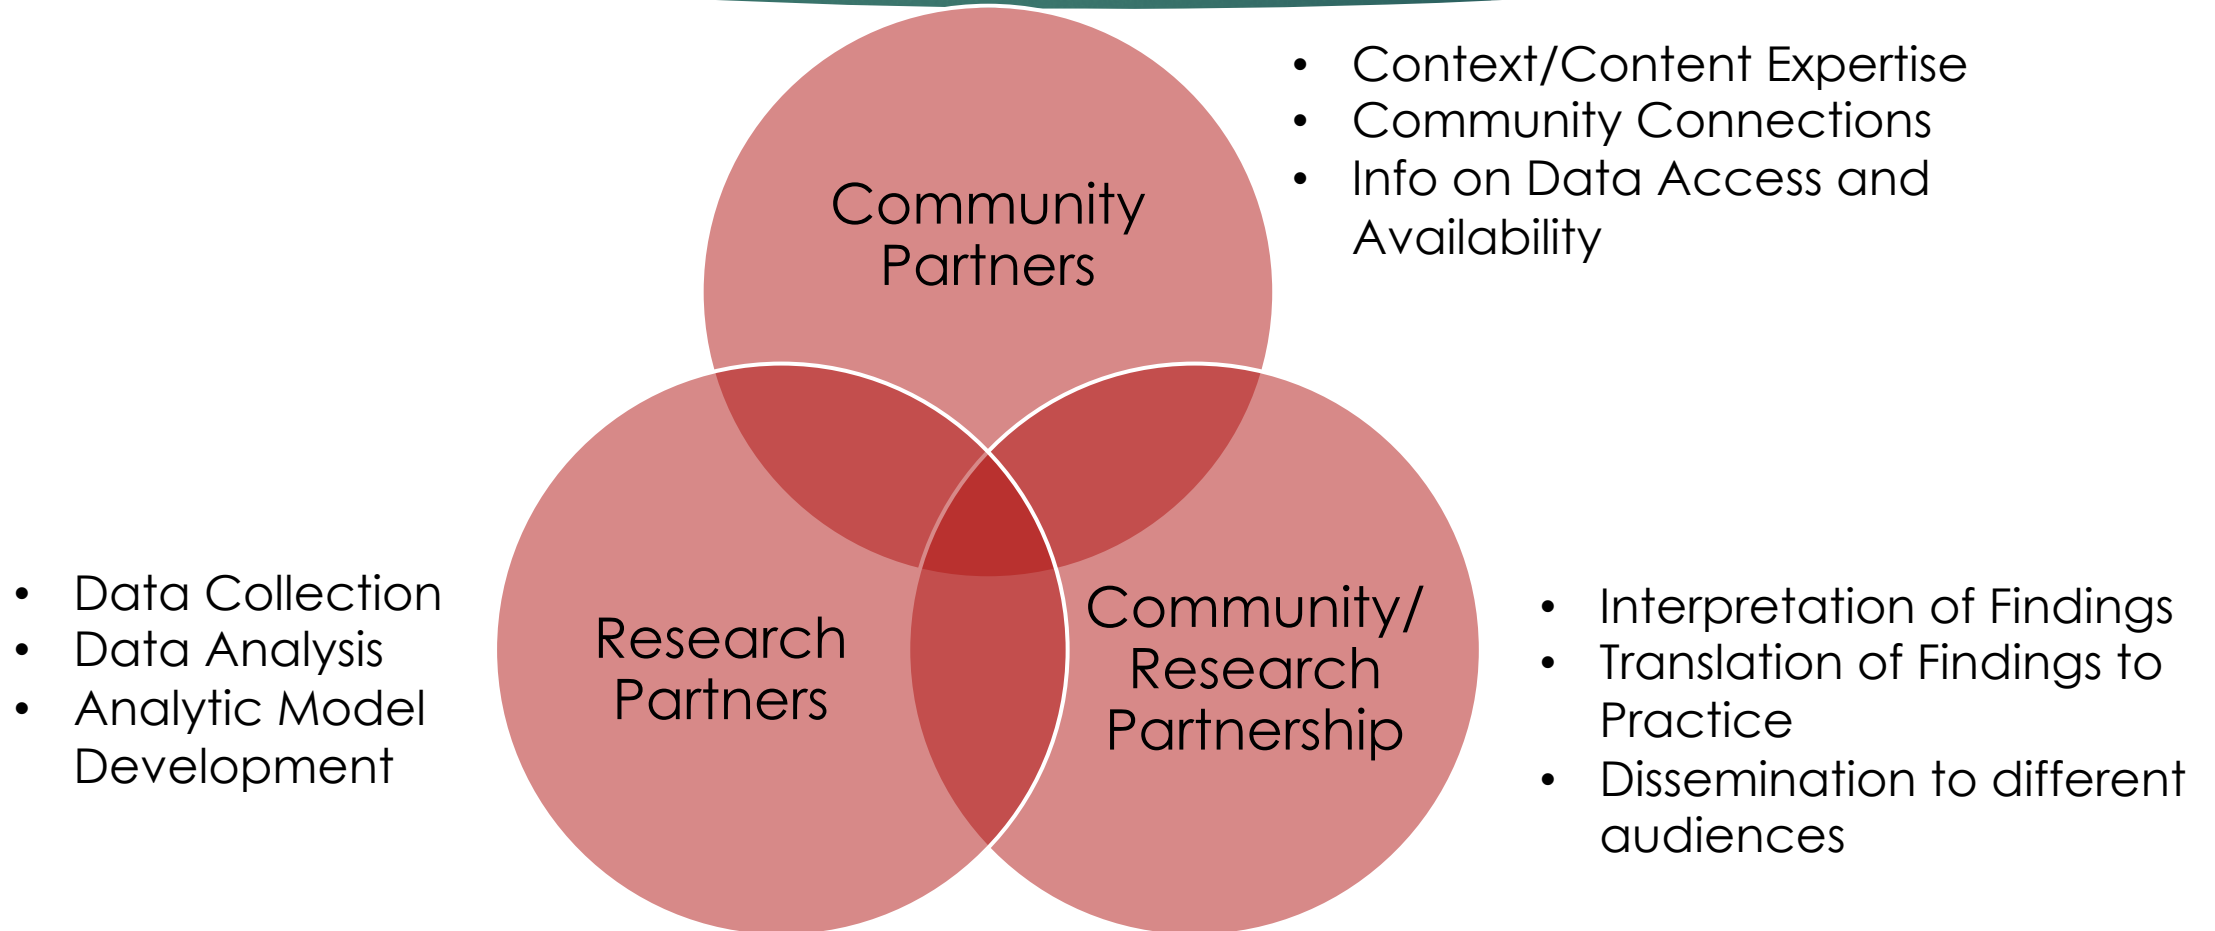 Community
Partners
• Context/Content Expertise
• Community Connections
• Info on Data Access and
Availability
• Data Collection
• Data Analysis
• Analytic Model
Development
Research
Partners
Community/
Research
Partnership
• Interpretation of Findings
• Translation of Findings to
Practice
• Dissemination to different
audiences